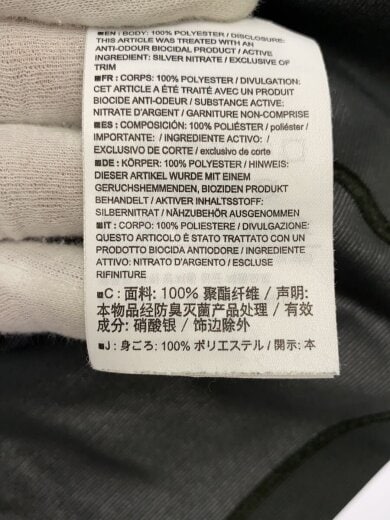 ■EN: BODY: 100% POLYESTER / DISCLOSURE:
THIS ARTICLE WAS TREATED WITH AN
ANTI-ODOUR BIOCIDAL PRODUCT / ACTIVE
INGREDIENT: SILVER NITRATE / EXCLUSIVE OF
TRIM
■FR : CORPS: 100% POLYESTER / DIVULGATION:
CET ARTICLE A ÉTÉ TRAITÉ AVEC UN PRODUIT
BIOCIDE ANTI-ODEUR / SUBSTANCE ACTIVE:
NITRATE D'ARGENT / GARNITURE NON-COMPRISE
■ES : COMPOSICIÓN: 100% POLIÉSTER / poliéster /
IMPORTANTE: / INGREDIENTE ACTIVO: /
EXCLUSIVO DE CORTE / exclusivo de corte
■DE : KÖRPER: 100% POLYESTER / HINWEIS:
DIESER ARTIKEL WURDE MIT EINEM
GERUCHSHEMMENDEN, BIOZIDEN PRODUKT
BEHANDELT / AKTIVER INHALTSSTOFF:
SILBERNITRAT / NÄHZUBEHÖR AUSGENOMMEN
■IT : CORPO: 100% POLIESTERE / DIVULGAZIONE:
QUESTO ARTICOLO È STATO TRATTATO CON UN
PRODOTTO BIOCIDA ANTIODORE / INGREDIENTE
ATTIVO: NITRATO D'ARGENTO / ESCLUSE
RIFINITURE
■C : 面料: 100% 聚酯纤维 / 声明:
本物品经防臭灭菌产品处理 / 有效
成分: 硝酸银 / 饰边除外
■J : 身ごろ: 100% ポリエステル / 開示: 本